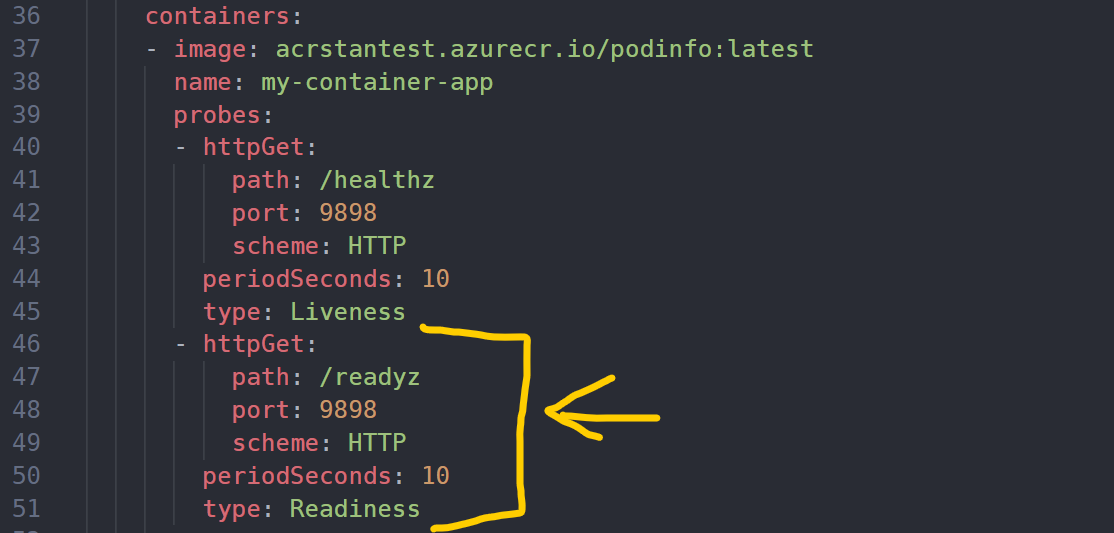 36 containers:
37 - image: acrstantest.azurecr.io/podinfo:latest
38 name: my-container-app
39 probes:
40 - httpGet:
41 path: /healthz
42 port: 9898
43 scheme: HTTP
44 periodSeconds: 10
45 type: Liveness
46 - httpGet:
47 path: /readyz
48 port: 9898
49 scheme: HTTP
50 periodSeconds: 10
51 type: Readiness